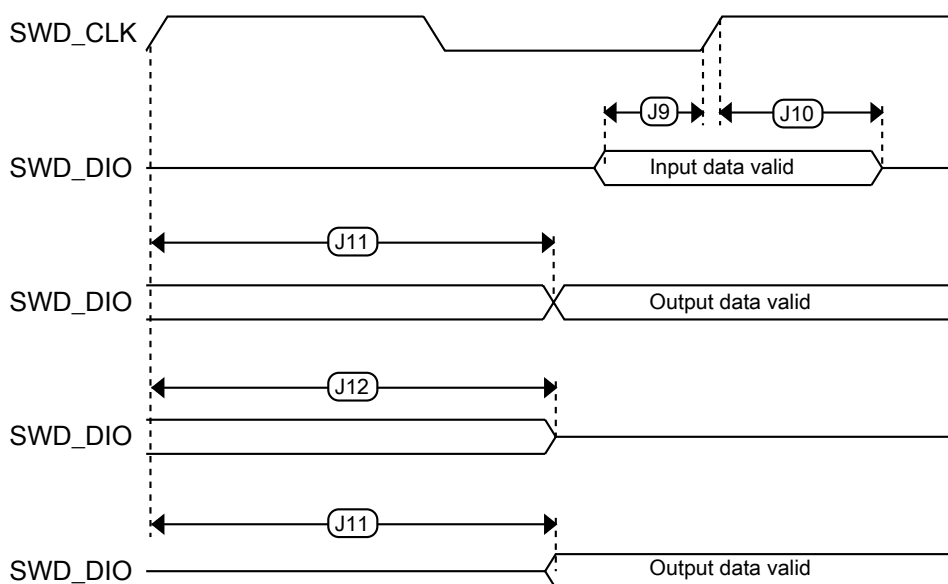 SWD_CLK
J9
J10
SWD_DIO
Input data valid
J11
SWD_DIO
Output data valid
J12
SWD_DIO
J11
SWD_DIO
Output data valid